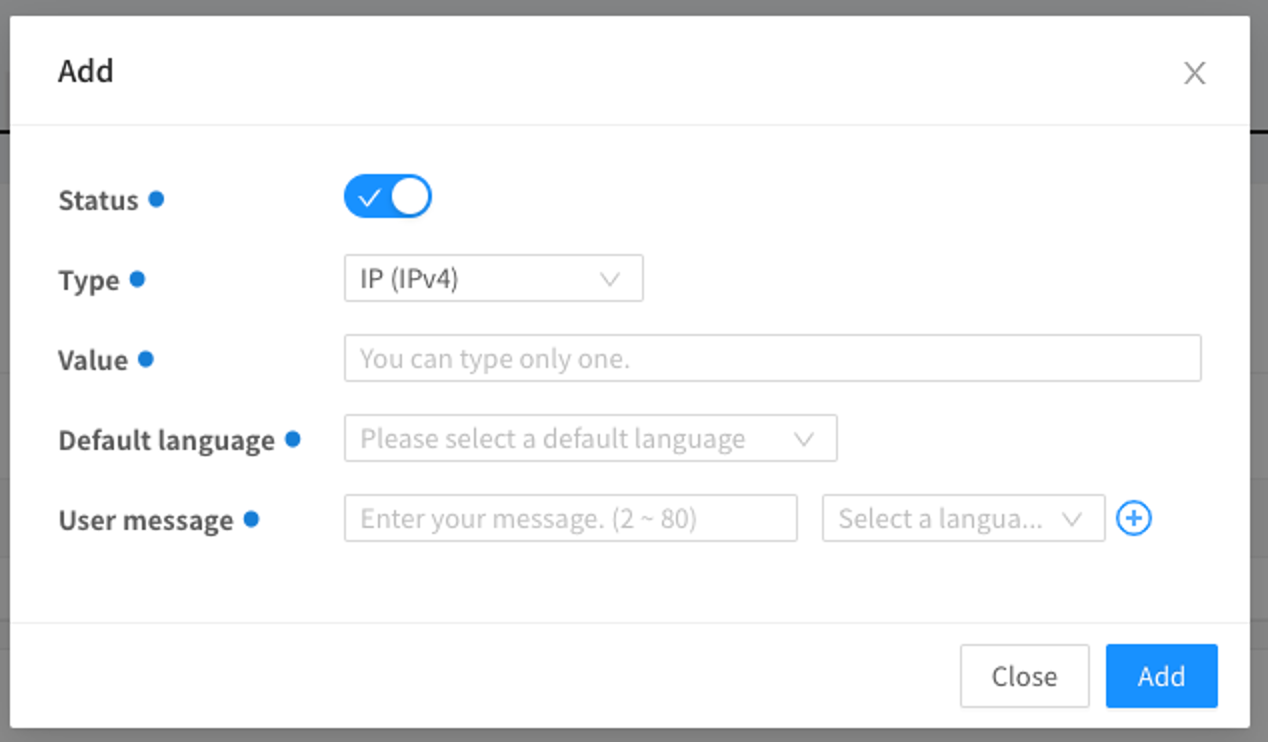 Add
Status
Type
IP (IPv4)
Value
You can type only one.
Default language
Please select a default language
User message
Enter your message. (2 ~ 80)
Select a langua...
Close
Add